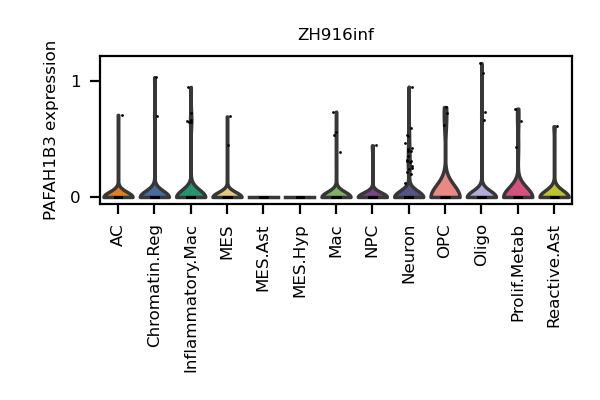 ZH916inf
PAFAH1B3 expression
1
0
AC
Chromatin.Reg
Inflammatory.Mac
MES
MES.Ast
MES.Hyp
Mac
NPC
Neuron
OPC
Oligo
Prolif.Metab
Reactive.Ast